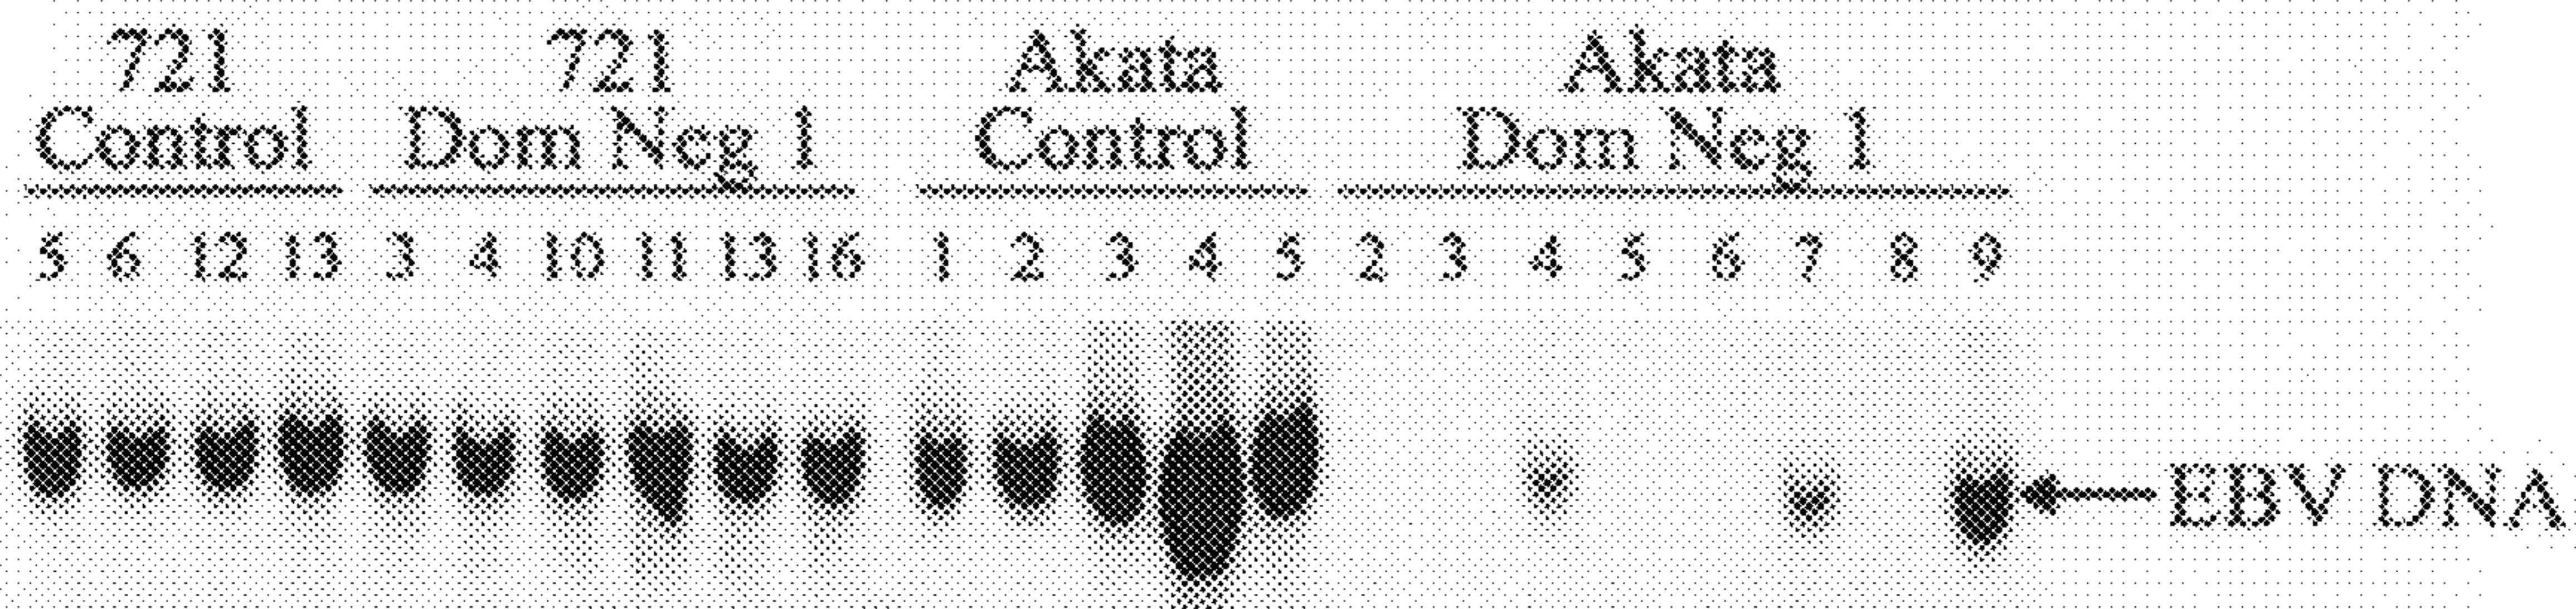 721 721 Akata Akata
Control Dom Neg 1 Control Dom Neg 1
5 6 12 13 3 4 10 11 13 16 1 2 3 4 5 2 3 4 5 6 7 8 9
EBV DNA